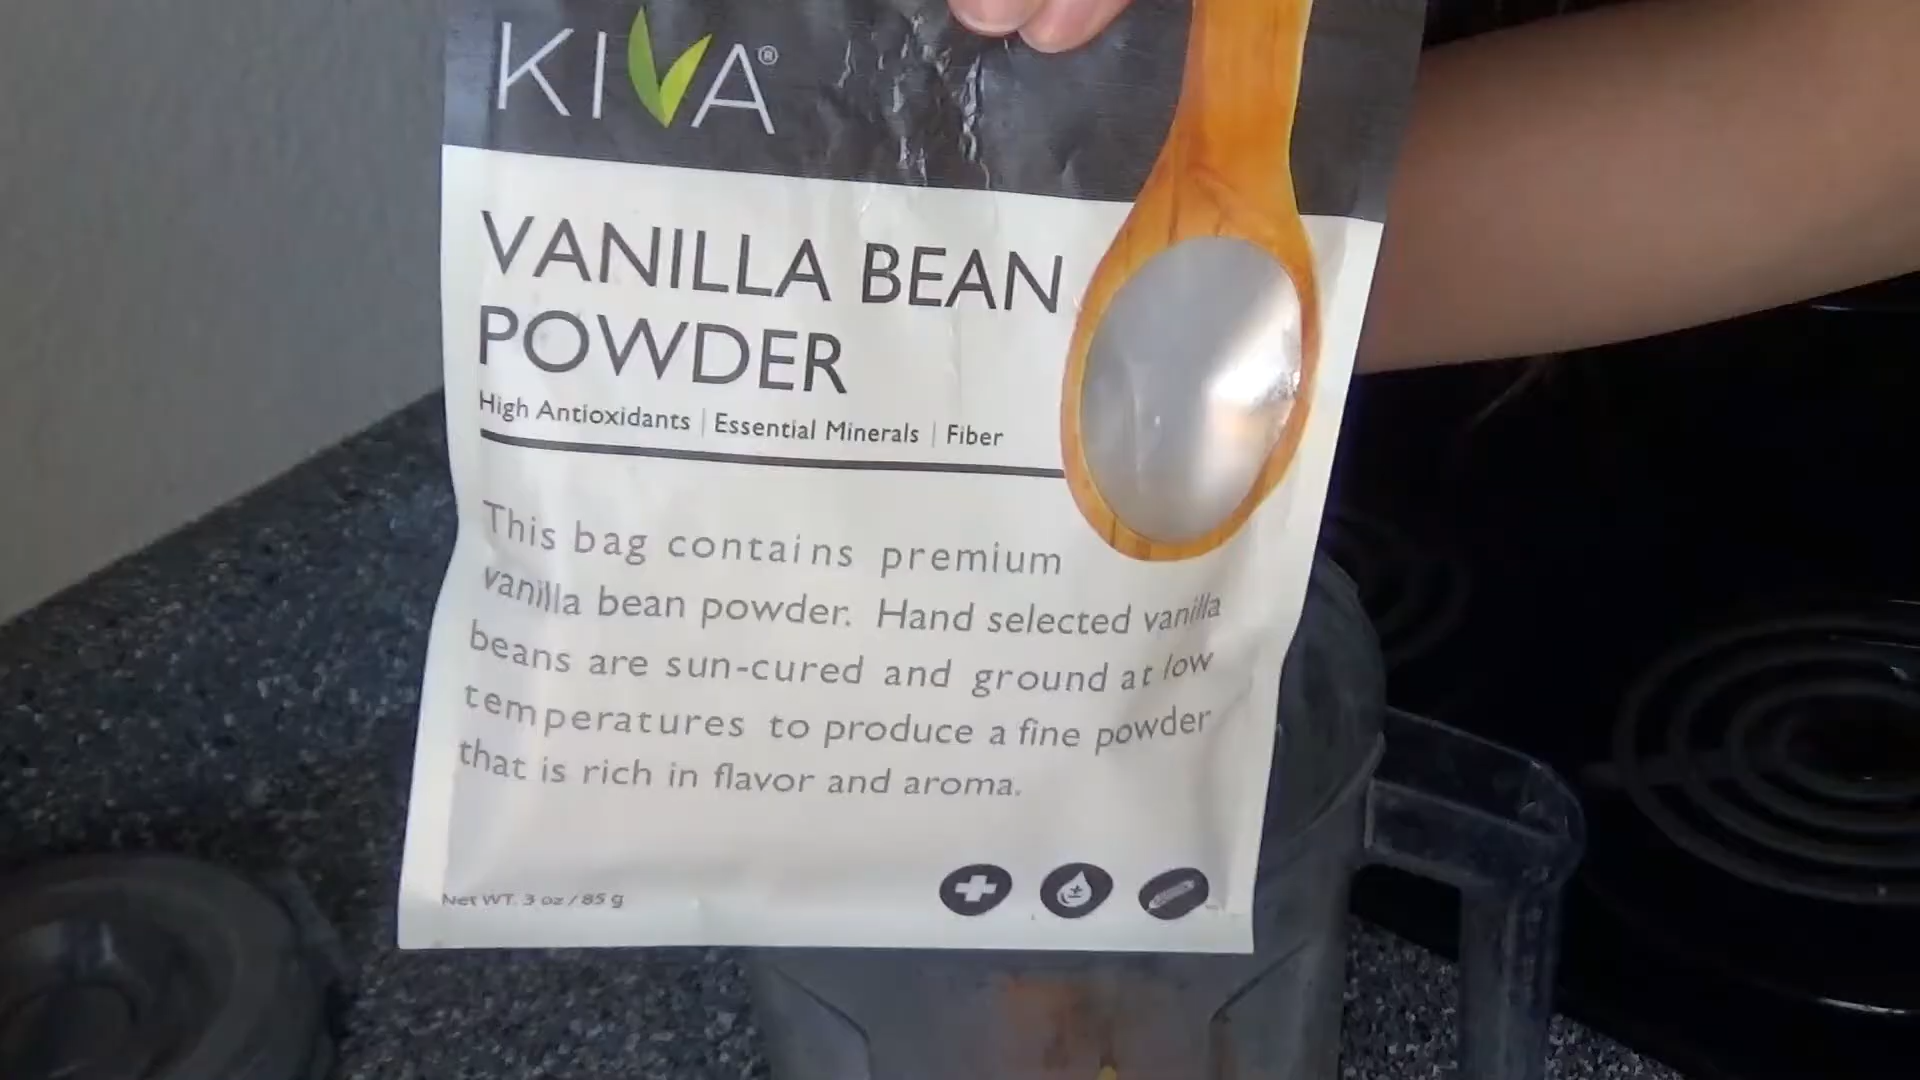 KIVA®
VANILLA BEAN
POWDER
High Antioxidants | Essential Minerals | Fiber
This bag contains premium
vanilla bean powder. Hand selected vanilla
beans are sun-cured and ground at low
temperatures to produce a fine powder
that is rich in flavor and aroma.
Net WT. 3 oz / 85 g